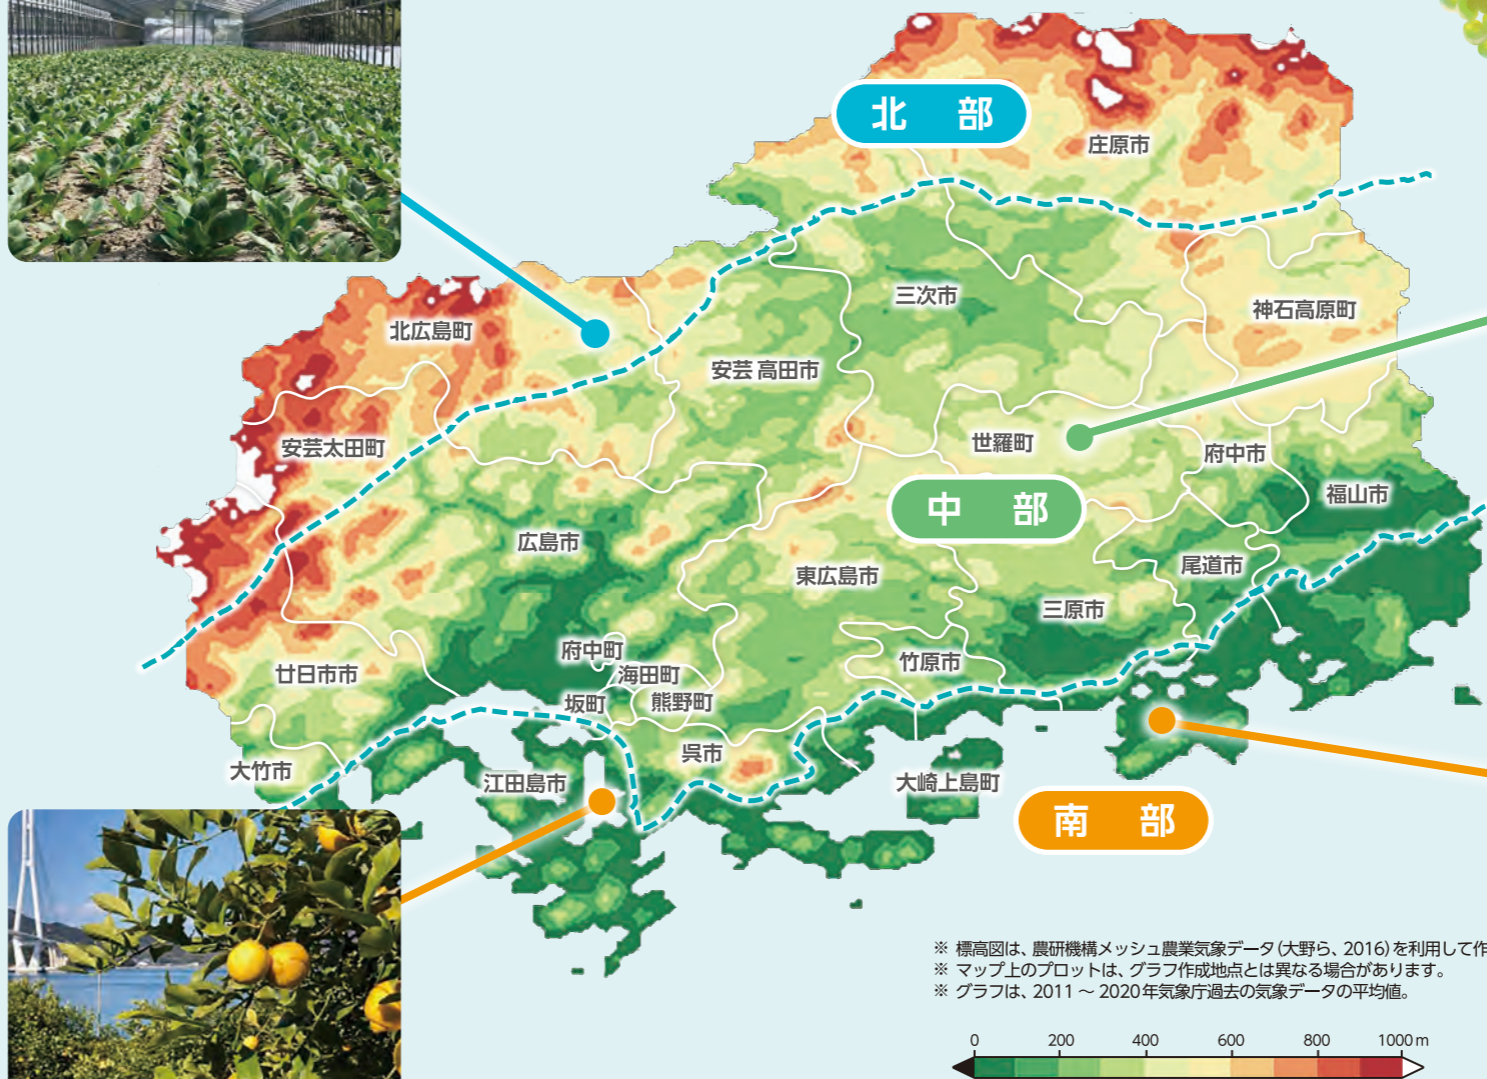 北 部
庄原市
三次市
神石高原町
北広島町
安芸高田市
安芸太田町
世羅町
府中市
中 部
福山市
広島市
東広島市
尾道市
三原市
府中町
竹原市
海田町
廿日市市
坂町
熊野町
呉市
大竹市
江田島市
大崎上島町
南 部
※ 標高図は、農研機構メッシュ農業気象データ(大野ら、2016)を利用して作
※ マップ上のプロットは、グラフ作成地点とは異なる場合があります。
※ グラフは、2011 ～ 2020年気象庁過去の気象データの平均値。
0 200 400 600 800 1000m